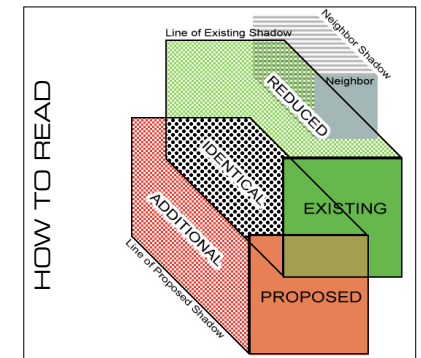 HOW TO READ
Line of Existing Shadow
Neighbor Shadow
Neighbor
REDUCED
IDENTICAL
ADDITIONAL
EXISTING
Line of Proposed Shadow
PROPOSED